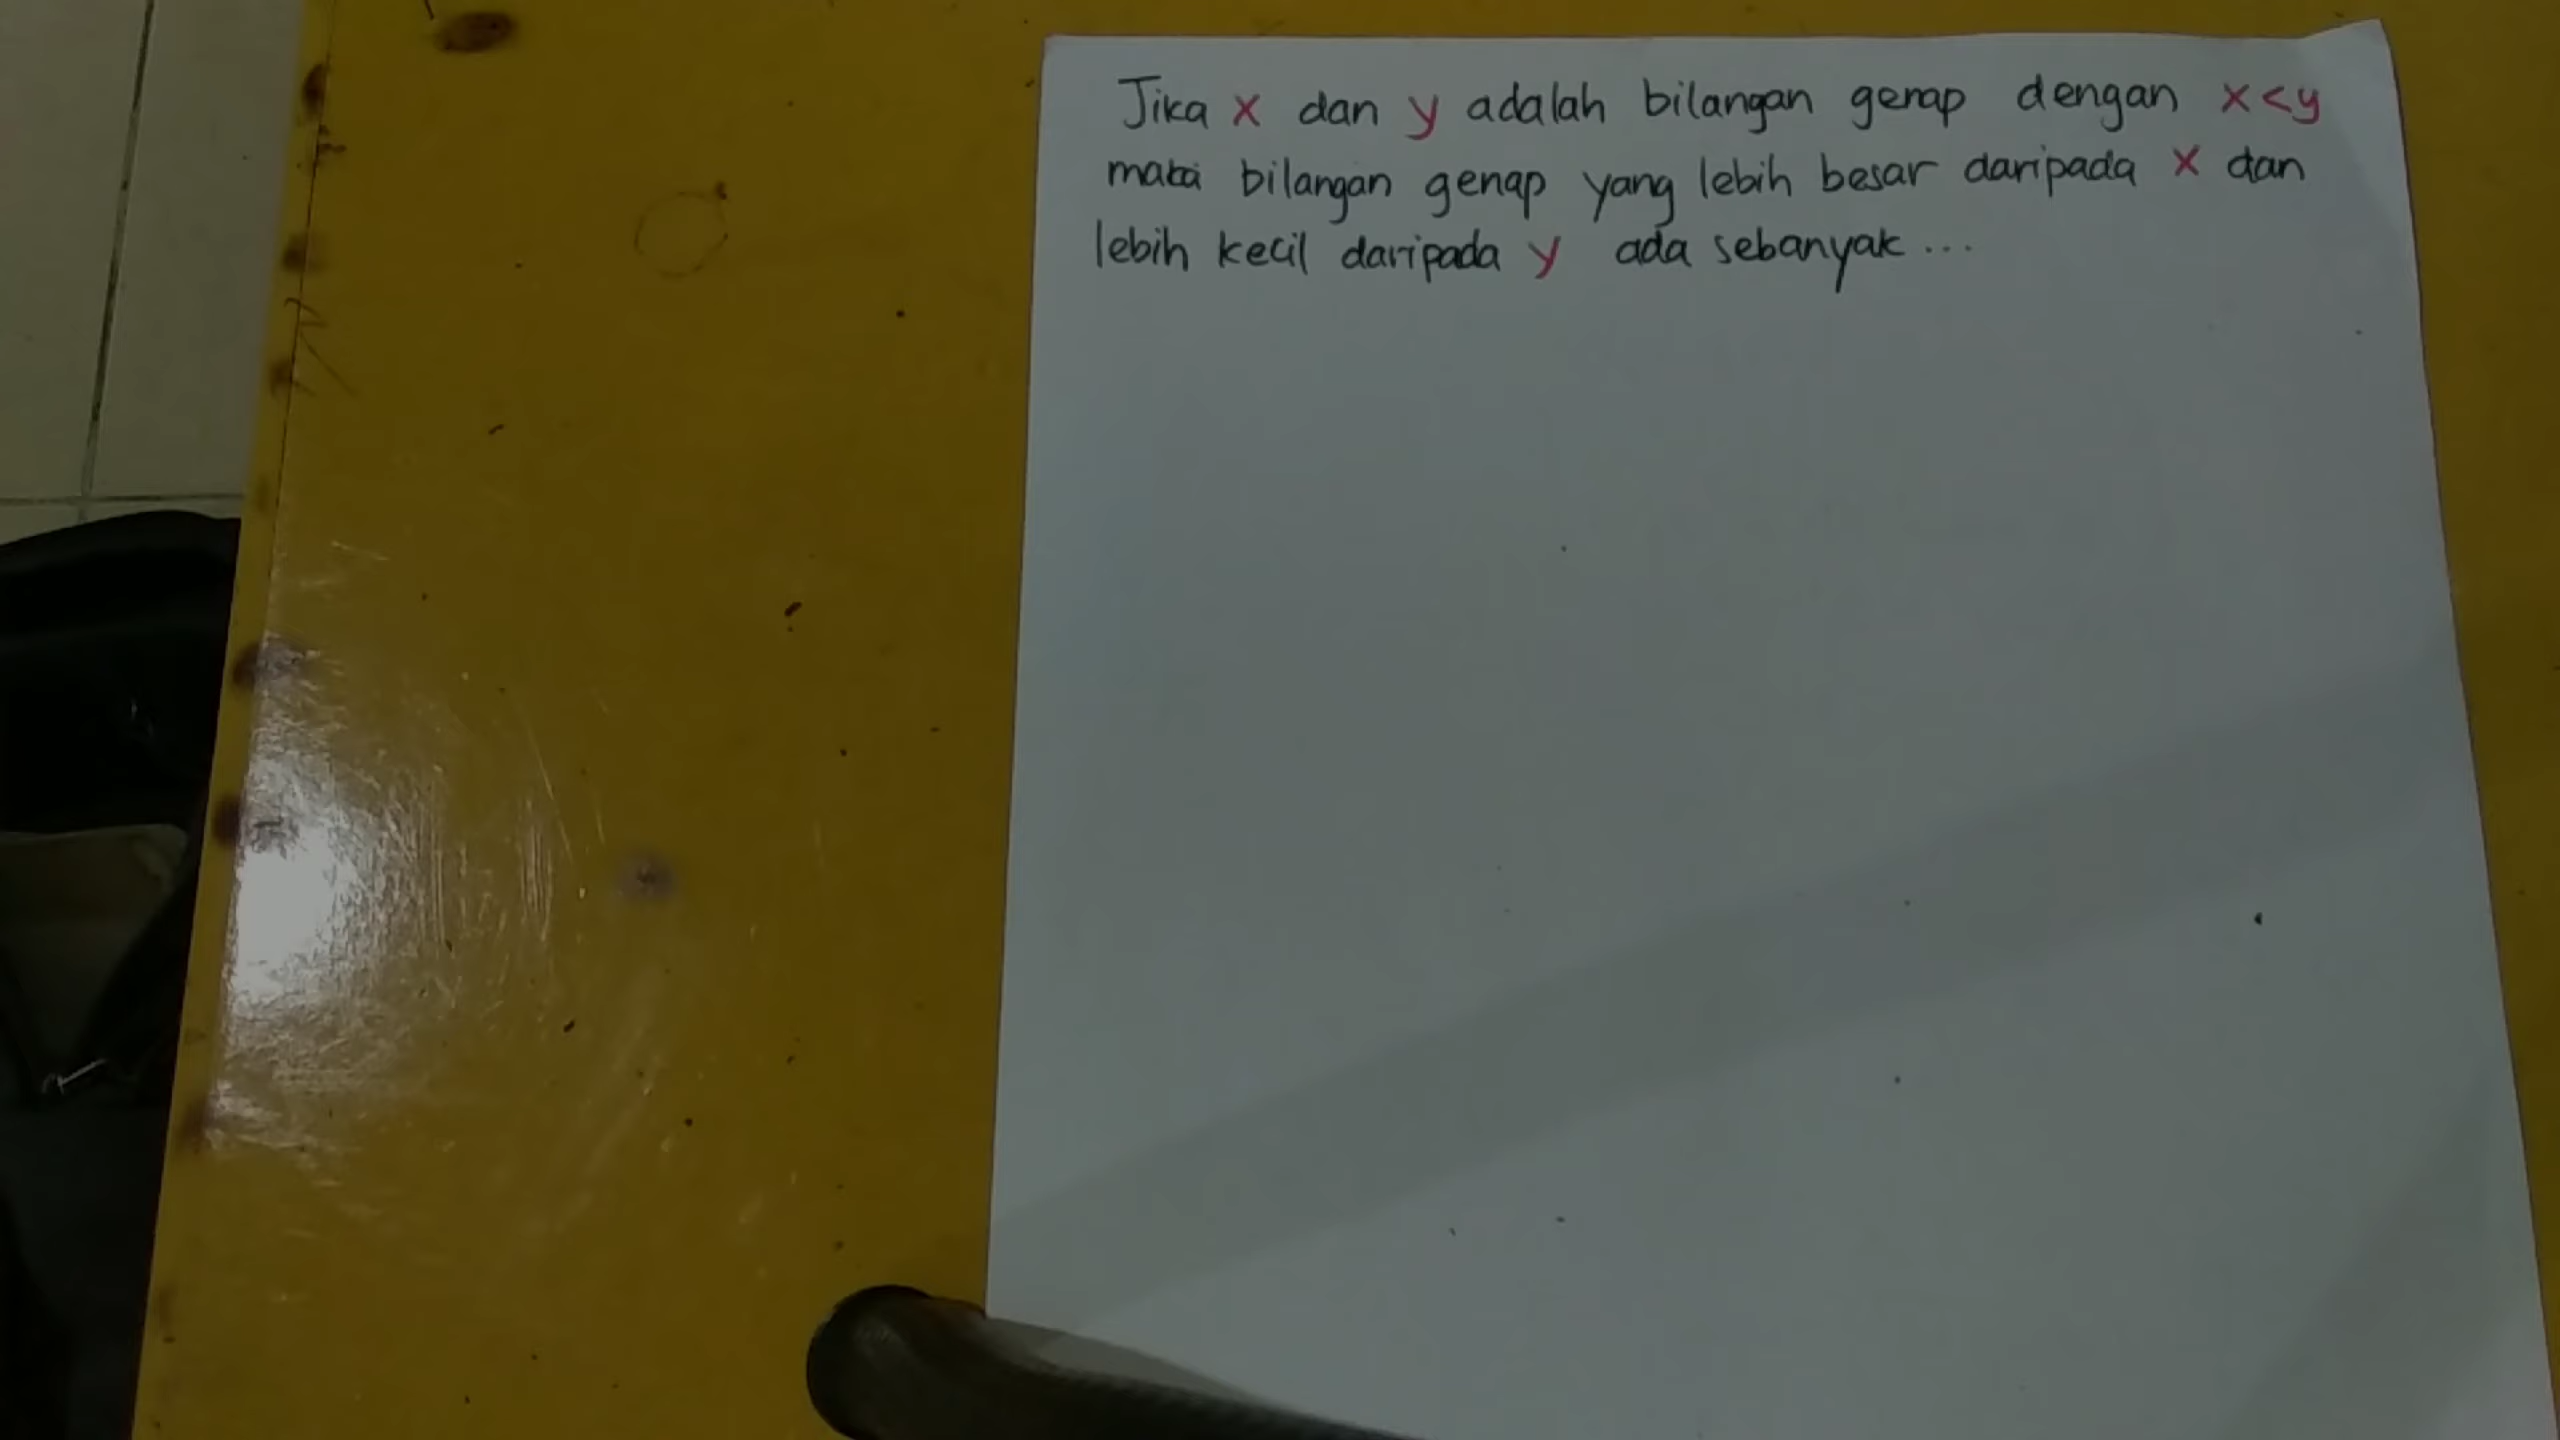 Jika x dan y adalah bilangan genap dengan x<y
maka bilangan genap yang lebih besar daripada x dan
lebih kecil daripada y ada sebanyak ...